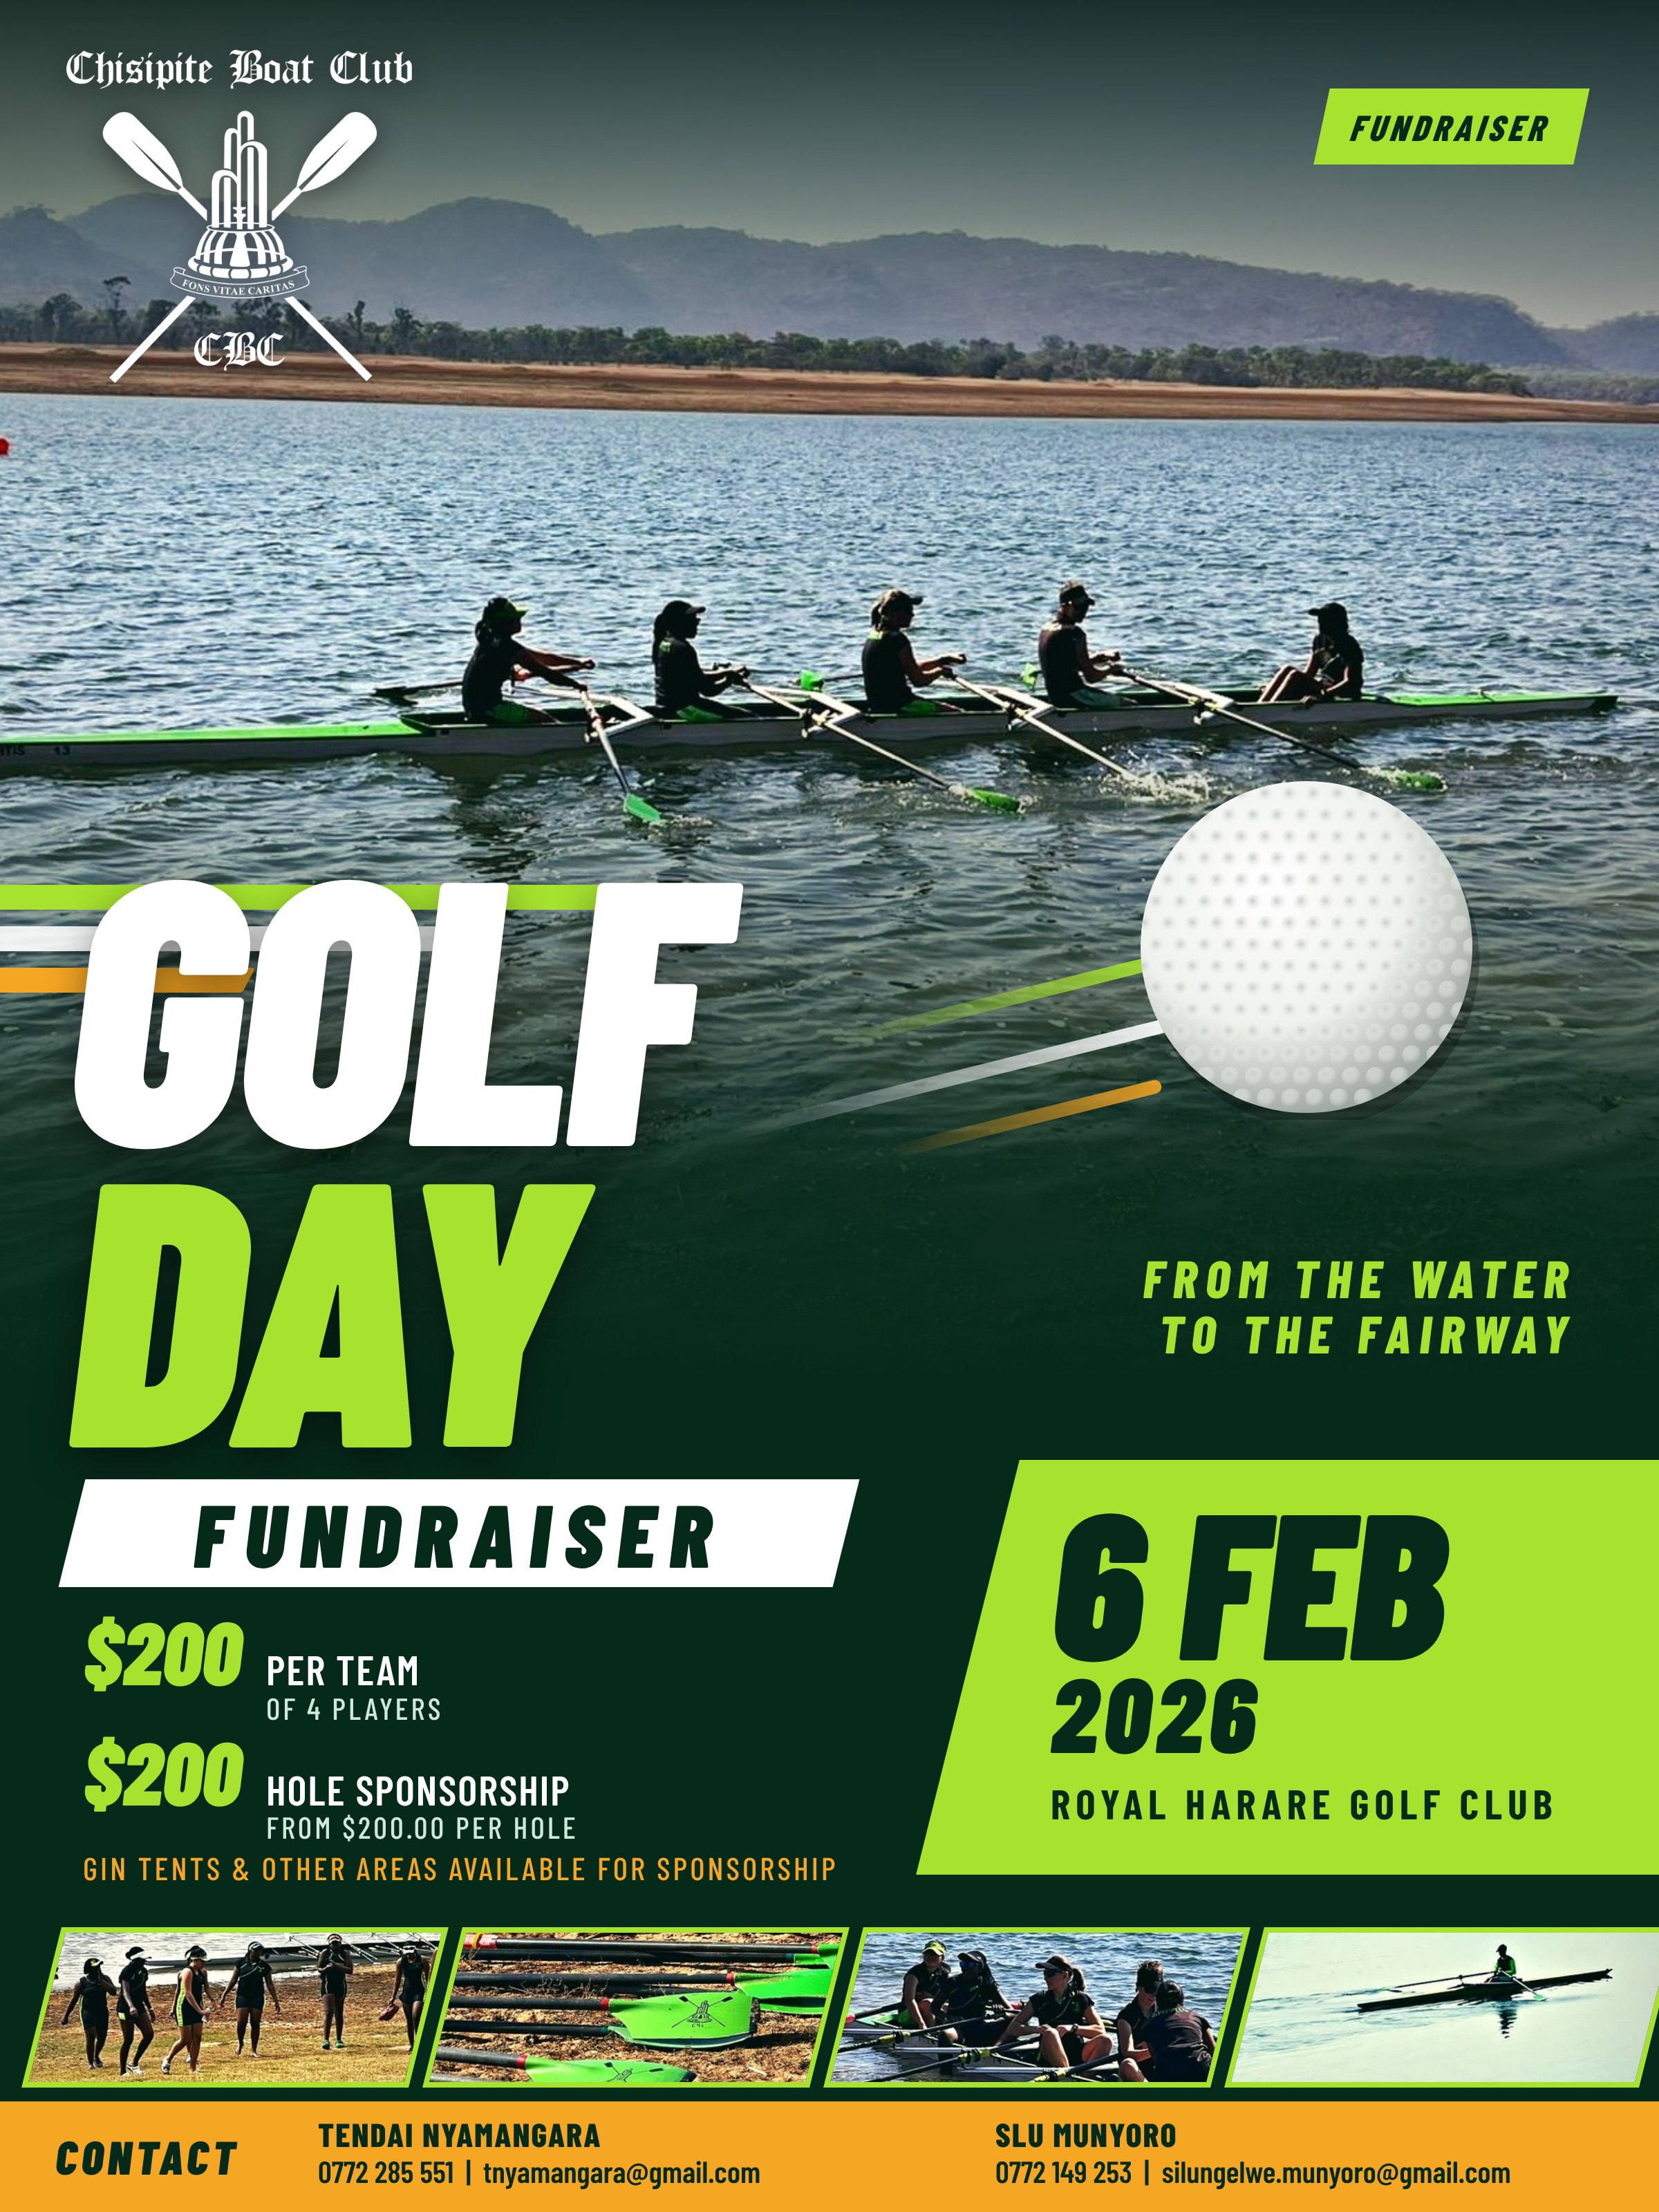 Chisipite Boat Club
FUNDRAISER
FONS VITAE CARITAS
CBC
13
GOLF
DAY
FROM THE WATER
TO THE FAIRWAY
FUNDRAISER
6 FEB
2026
ROYAL HARARE GOLF CLUB
$200 PER TEAM
OF 4 PLAYERS
$200 HOLE SPONSORSHIP
FROM $200.00 PER HOLE
GIN TENTS & OTHER AREAS AVAILABLE FOR SPONSORSHIP
CONTACT
TENDAI NYAMANGARA
0772 285 551 | tnyamangara@gmail.com
SLU MUNYORO
0772 149 253 | silungelwe.munyoro@gmail.com